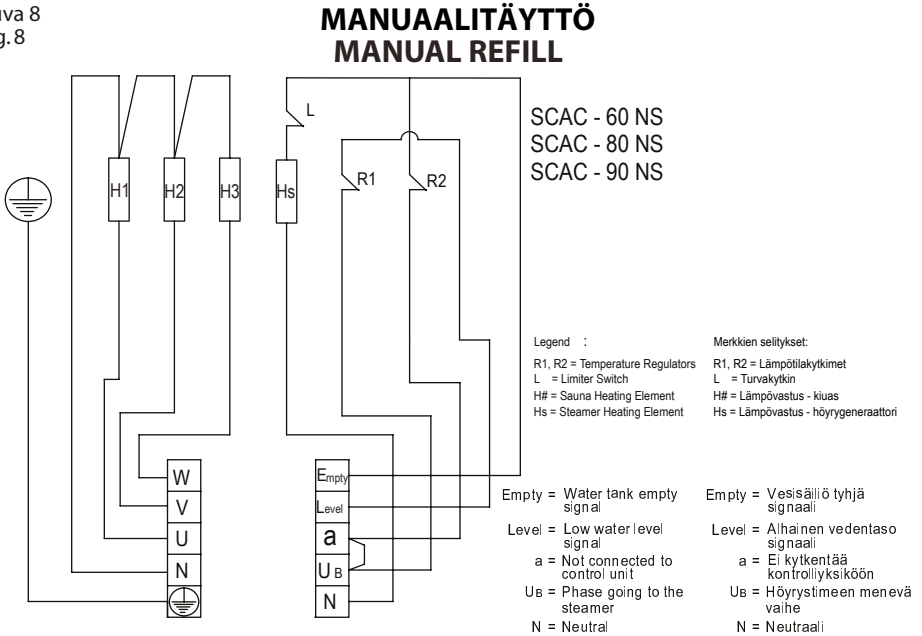 uva 8
g. 8
MANUAALITÄYTTÖ
MANUAL REFILL
SCAC - 60 NS
SCAC - 80 NS
SCAC - 90 NS
L
H1
H2
H3
Hs
R1
R2
W
V
U
N
Empty
Level
a
UB
N
Legend :
R1, R2 = Temperature Regulators
L = Limiter Switch
H# = Sauna Heating Element
Hs = Steamer Heating Element
Merkkien selitykset:
R1, R2 = Lämpötilakytkimet
L = Turvakytkin
H# = Lämpövastus - kiuas
Hs = Lämpövastus - höyrygeneraattori
Empty = Water tank empty
signal
Level = Low water level
signal
a = Not connected to
control unit
UB = Phase going to the
steamer
N = Neutral
Empty = Vesisäiliö tyhjä
signaali
Level = Alhainen vedentaso
signaali
a = Ei kytkentää
kontrolliyksiköön
UB = Höyrystimeen menevä
vaihe
N = Neutraali